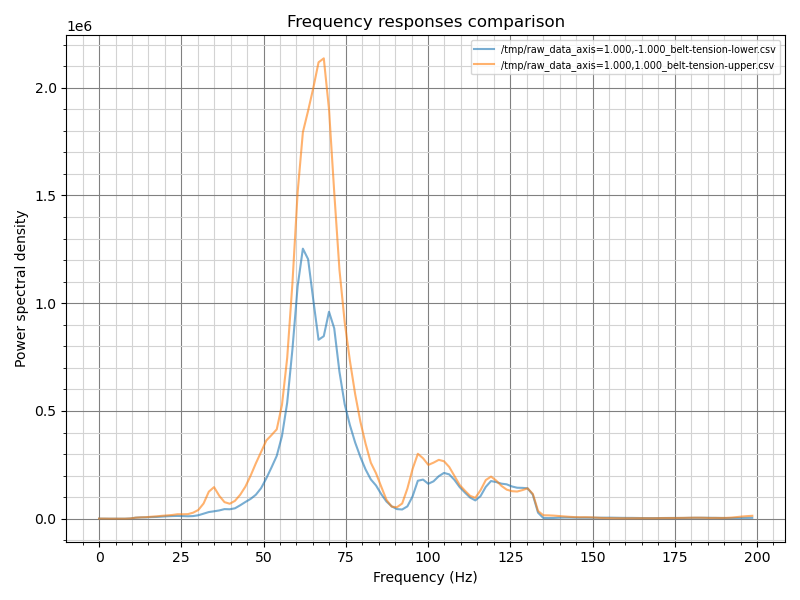 Frequency responses comparison
1e6
/tmp/raw_data_axis=1.000,-1.000_belt-tension-lower.csv
/tmp/raw_data_axis=1.000,1.000_belt-tension-upper.csv
2.0
1.5
1.0
0.5
0.0
Power spectral density
0 25 50 75 100 125 150 175 200
Frequency (Hz)